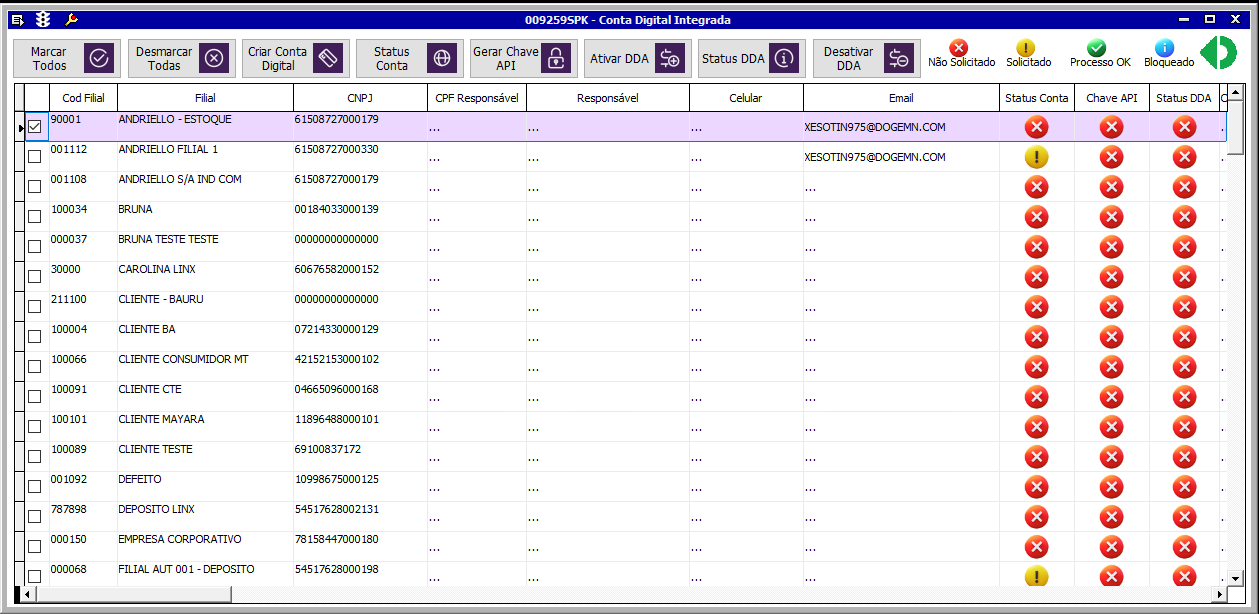 009259SPK - Conta Digital Integrada
Marcar Todos
Desmarcar Todas
Criar Conta Digital
Status Conta
Gerar Chave API
Ativar DDA
Status DDA
Desativar DDA
Não Solicitado
Solicitado
Processo OK
Bloqueado
Cod Filial Filial CNPJ CPF Responsável Responsável Celular Email Status Conta Chave API Status DDA
90001 ANDRIELLO - ESTOQUE 61508727000179 ... ... ... XESOTIN975@DOGEMN.COM
001112 ANDRIELLO FILIAL 1 61508727000330 ... ... ... XESOTIN975@DOGEMN.COM
001108 ANDRIELLO S/A IND COM 61508727000179 ... ... ... ...
100034 BRUNA 00184033000139 ... ... ... ...
000037 BRUNA TESTE TESTE 00000000000000 ... ... ... ...
30000 CAROLINA LINX 60676582000152 ... ... ... ...
211100 CLIENTE - BAURU 00000000000000 ... ... ... ...
100004 CLIENTE BA 07214330000129 ... ... ... ...
100066 CLIENTE CONSUMIDOR MT 42152153000102 ... ... ... ...
100091 CLIENTE CTE 04665096000168 ... ... ... ...
100101 CLIENTE MAYARA 11896488000101 ... ... ... ...
100089 CLIENTE TESTE 69100837172 ... ... ... ...
001092 DEFEITO 10998675000125 ... ... ... ...
787898 DEPOSITO LINX 54517628002131 ... ... ... ...
000150 EMPRESA CORPORATIVO 78158447000180 ... ... ... ...
000068 FILIAL AUT 001 - DEPOSITO 54517628000198 ... ... ... ...